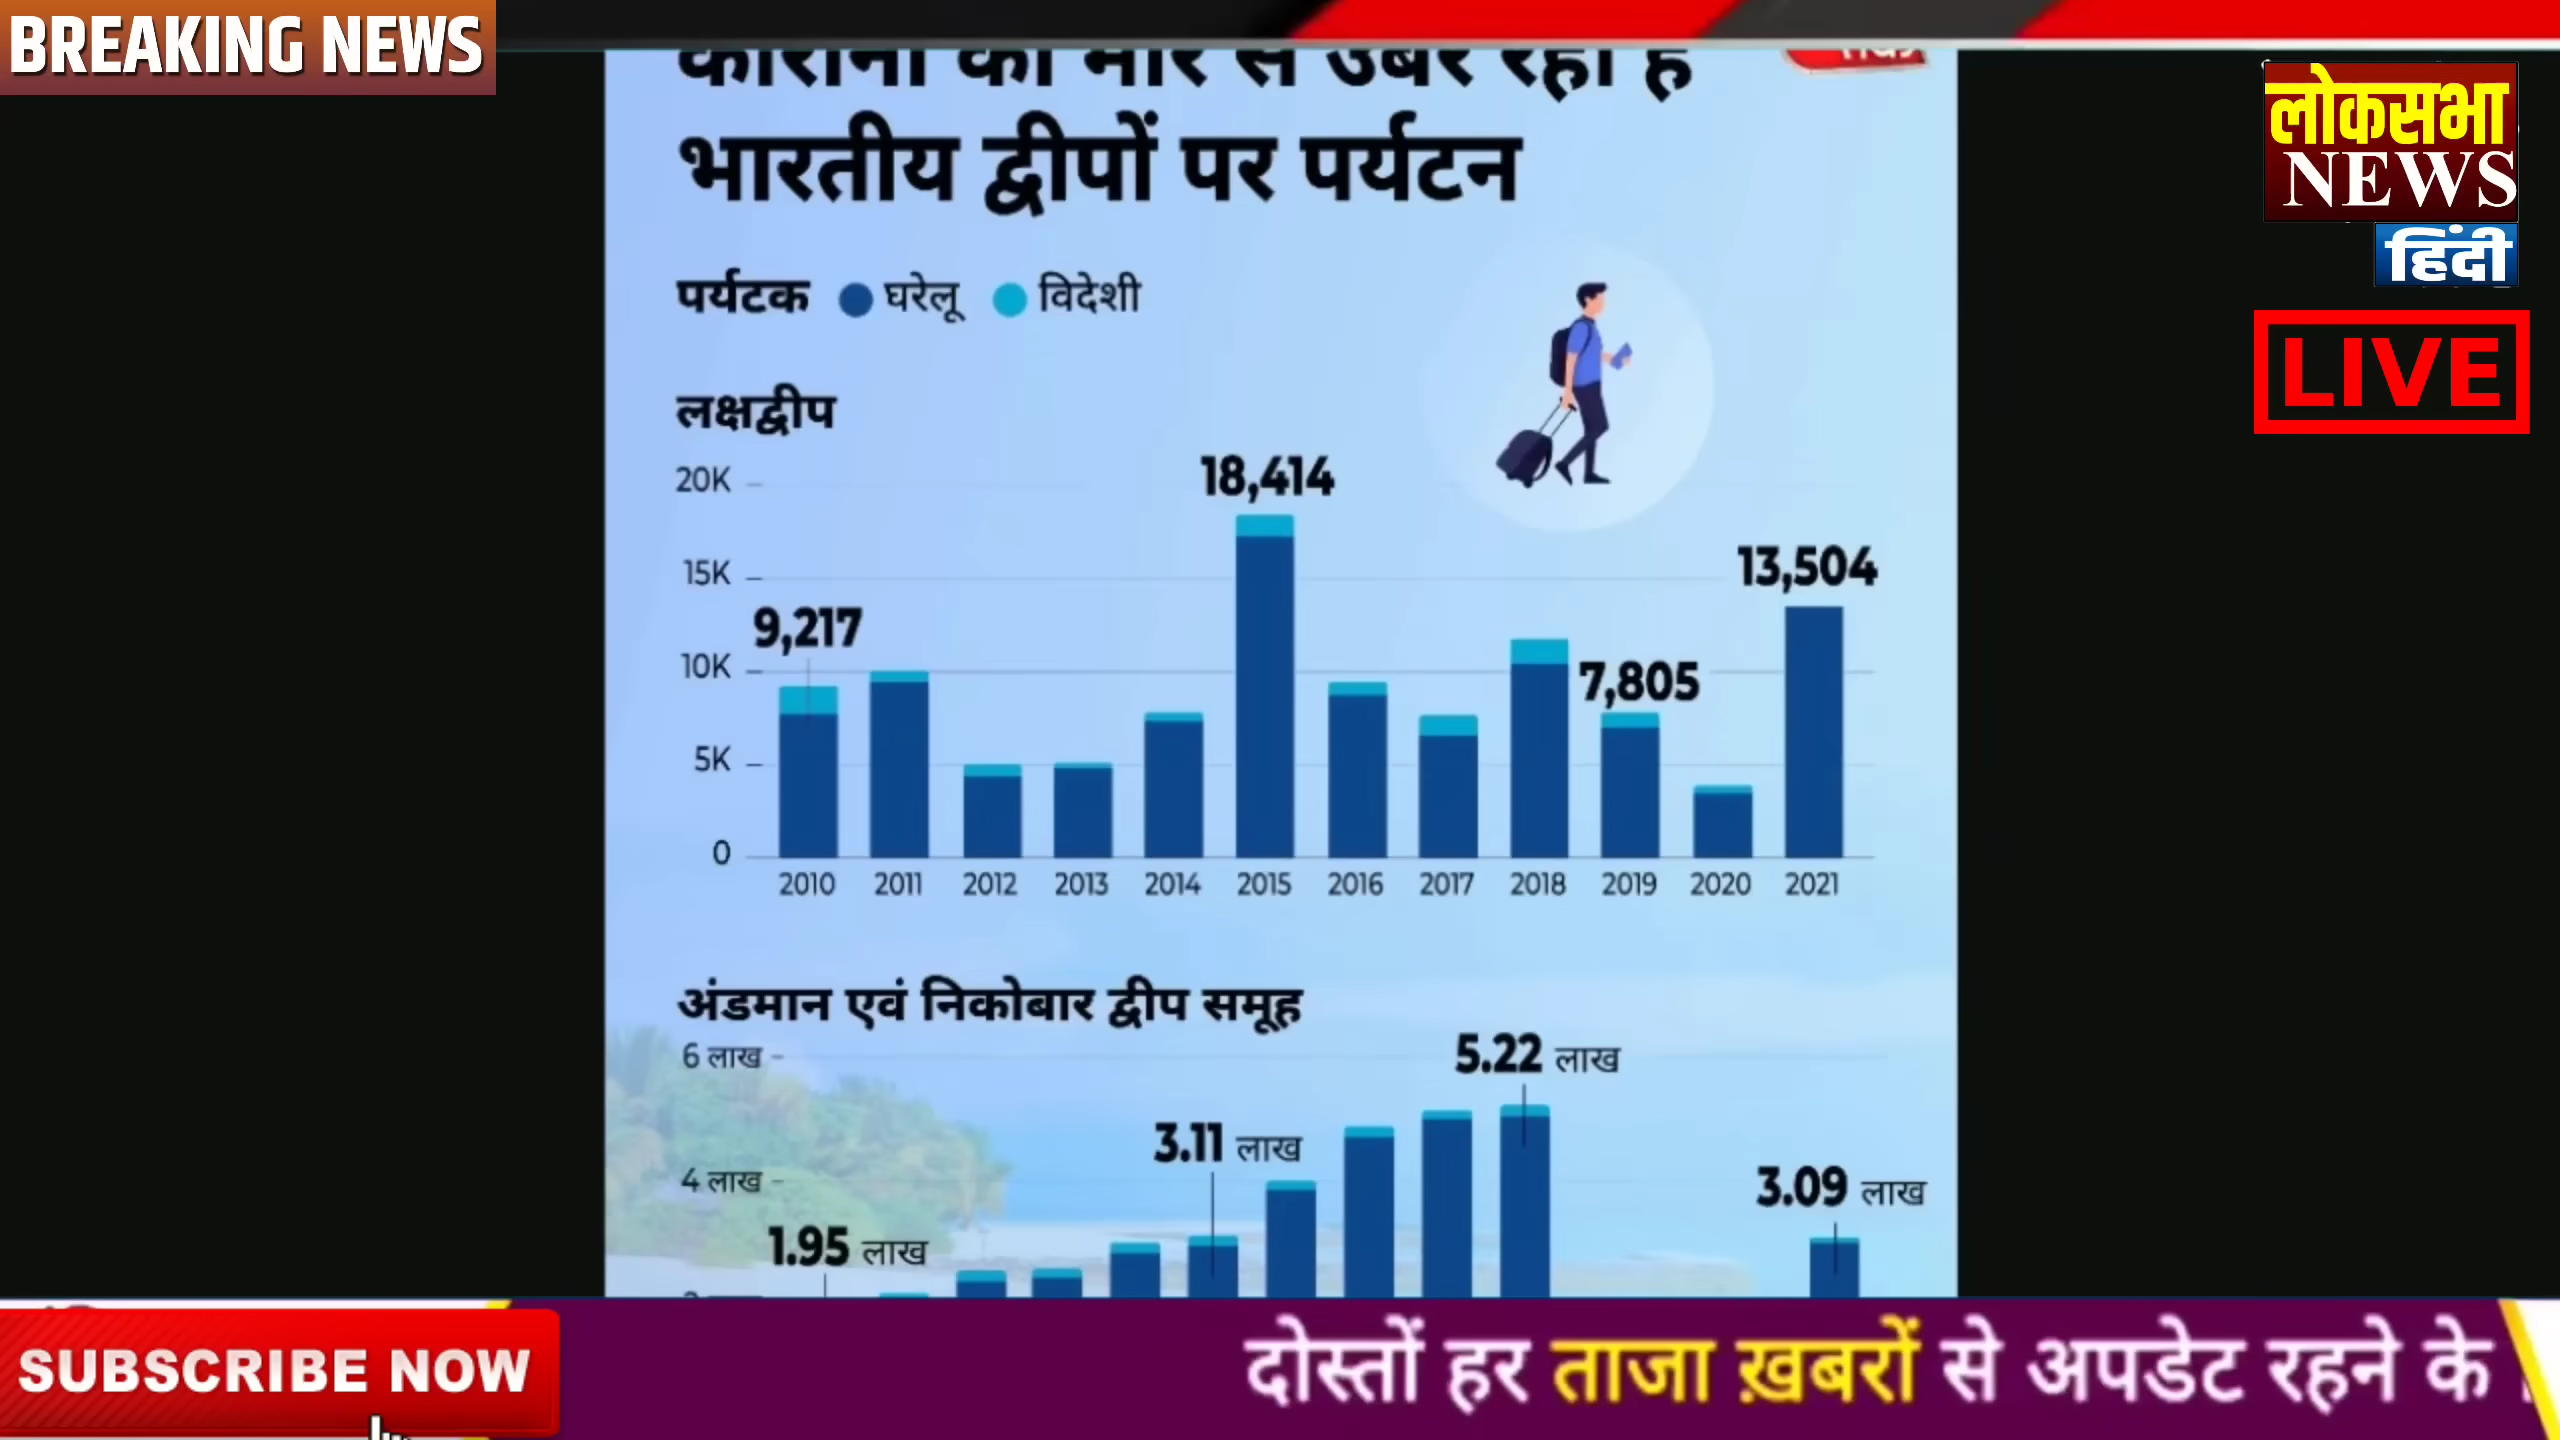 BREAKING NEWS
कोरोना की मार से उबर रहा है
भारतीय द्वीपों पर पर्यटन
लोकसभा
NEWS
हिंदी
LIVE
पर्यटक घरेलू विदेशी
लक्षद्वीप
20K
15K
10K
5K
0
9,217
18,414
7,805
13,504
2010 2011 2012 2013 2014 2015 2016 2017 2018 2019 2020 2021
अंडमान एवं निकोबार द्वीप समूह
6 लाख
4 लाख
1.95 लाख
3.11 लाख
5.22 लाख
3.09 लाख
SUBSCRIBE NOW
दोस्तों हर ताजा ख़बरों से अपडेट रहने के